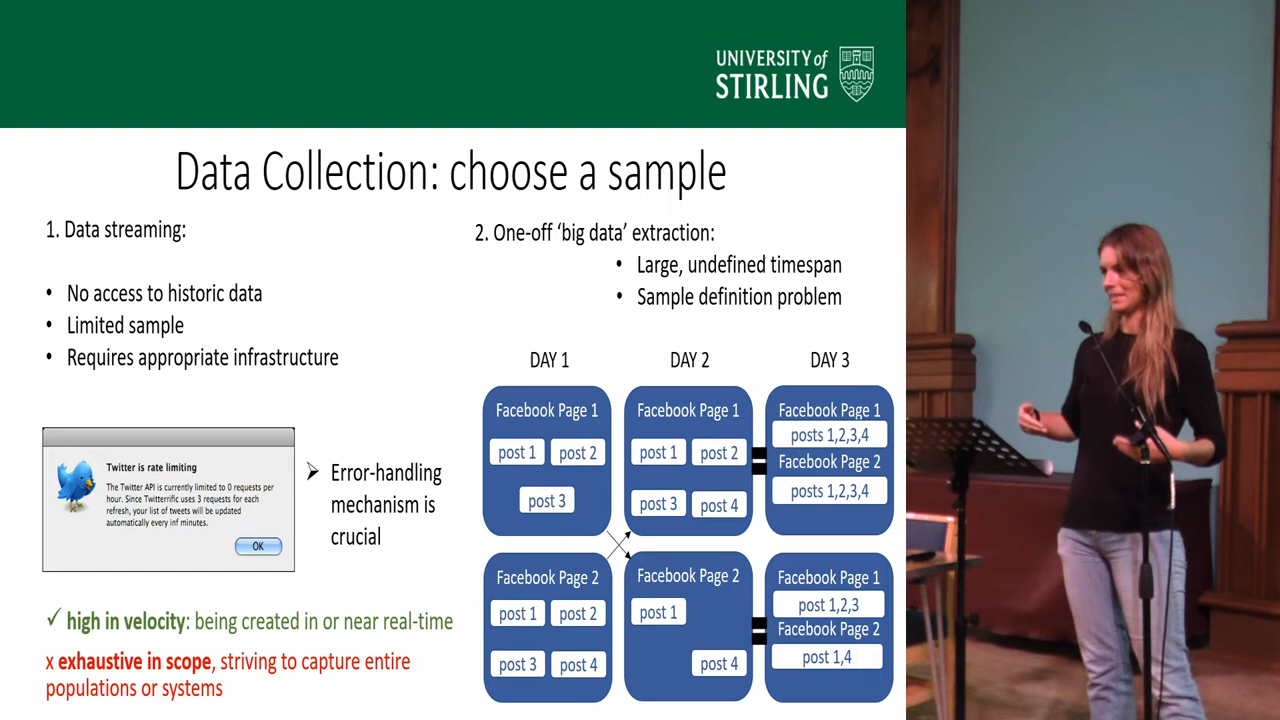 UNIVERSITY of
STIRLING
Data Collection: choose a sample
1. Data streaming:
• No access to historic data
• Limited sample
• Requires appropriate infrastructure
Twitter is rate limiting
The Twitter API is currently limited to 0 requests per
hour. Since Twitterrific uses 3 requests for each
refresh, your list of tweets will be updated
automatically every inf minutes.
OK
➢ Error-handling
mechanism is
crucial
✓ high in velocity: being created in or near real-time
x exhaustive in scope, striving to capture entire
populations or systems
2. One-off ‘big data’ extraction:
• Large, undefined timespan
• Sample definition problem
DAY 1
DAY 2
DAY 3
Facebook Page 1
post 1
post 2
post 3
Facebook Page 1
post 1
post 2
post 3
post 4
Facebook Page 1
posts 1,2,3,4
Facebook Page 2
posts 1,2,3,4
Facebook Page 2
post 1
post 2
post 3
post 4
Facebook Page 2
post 1
post 4
Facebook Page 1
post 1,2,3
Facebook Page 2
post 1,4